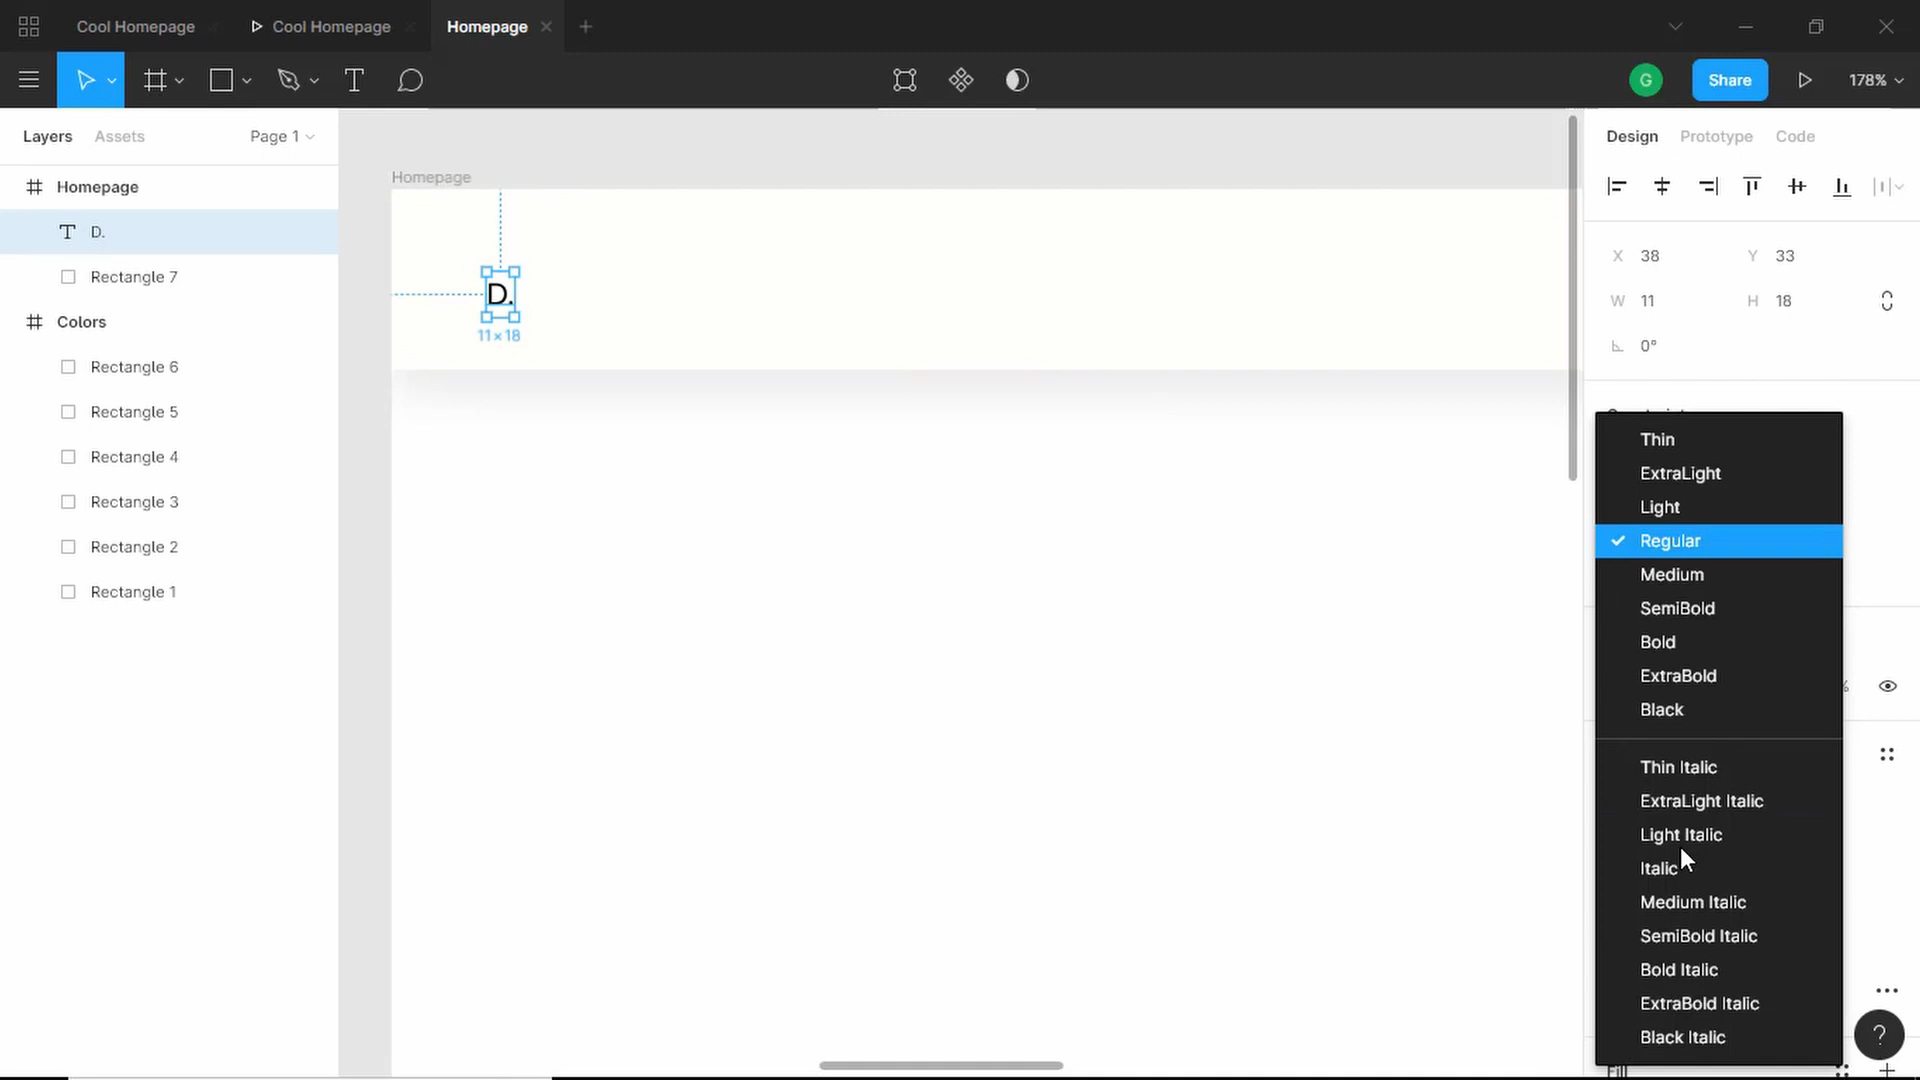 Cool Homepage
Cool Homepage
Homepage
G
Share
178%
Layers
Assets
Page 1
Design
Prototype
Code
Homepage
D.
Rectangle 7
Colors
Rectangle 6
Rectangle 5
Rectangle 4
Rectangle 3
Rectangle 2
Rectangle 1
Homepage
D.
11×18
X 38
Y 33
W 11
H 18
0°
Thin
ExtraLight
Light
Regular
Medium
SemiBold
Bold
ExtraBold
Black
Thin Italic
ExtraLight Italic
Light Italic
Italic
Medium Italic
SemiBold Italic
Bold Italic
ExtraBold Italic
Black Italic
?
Fill